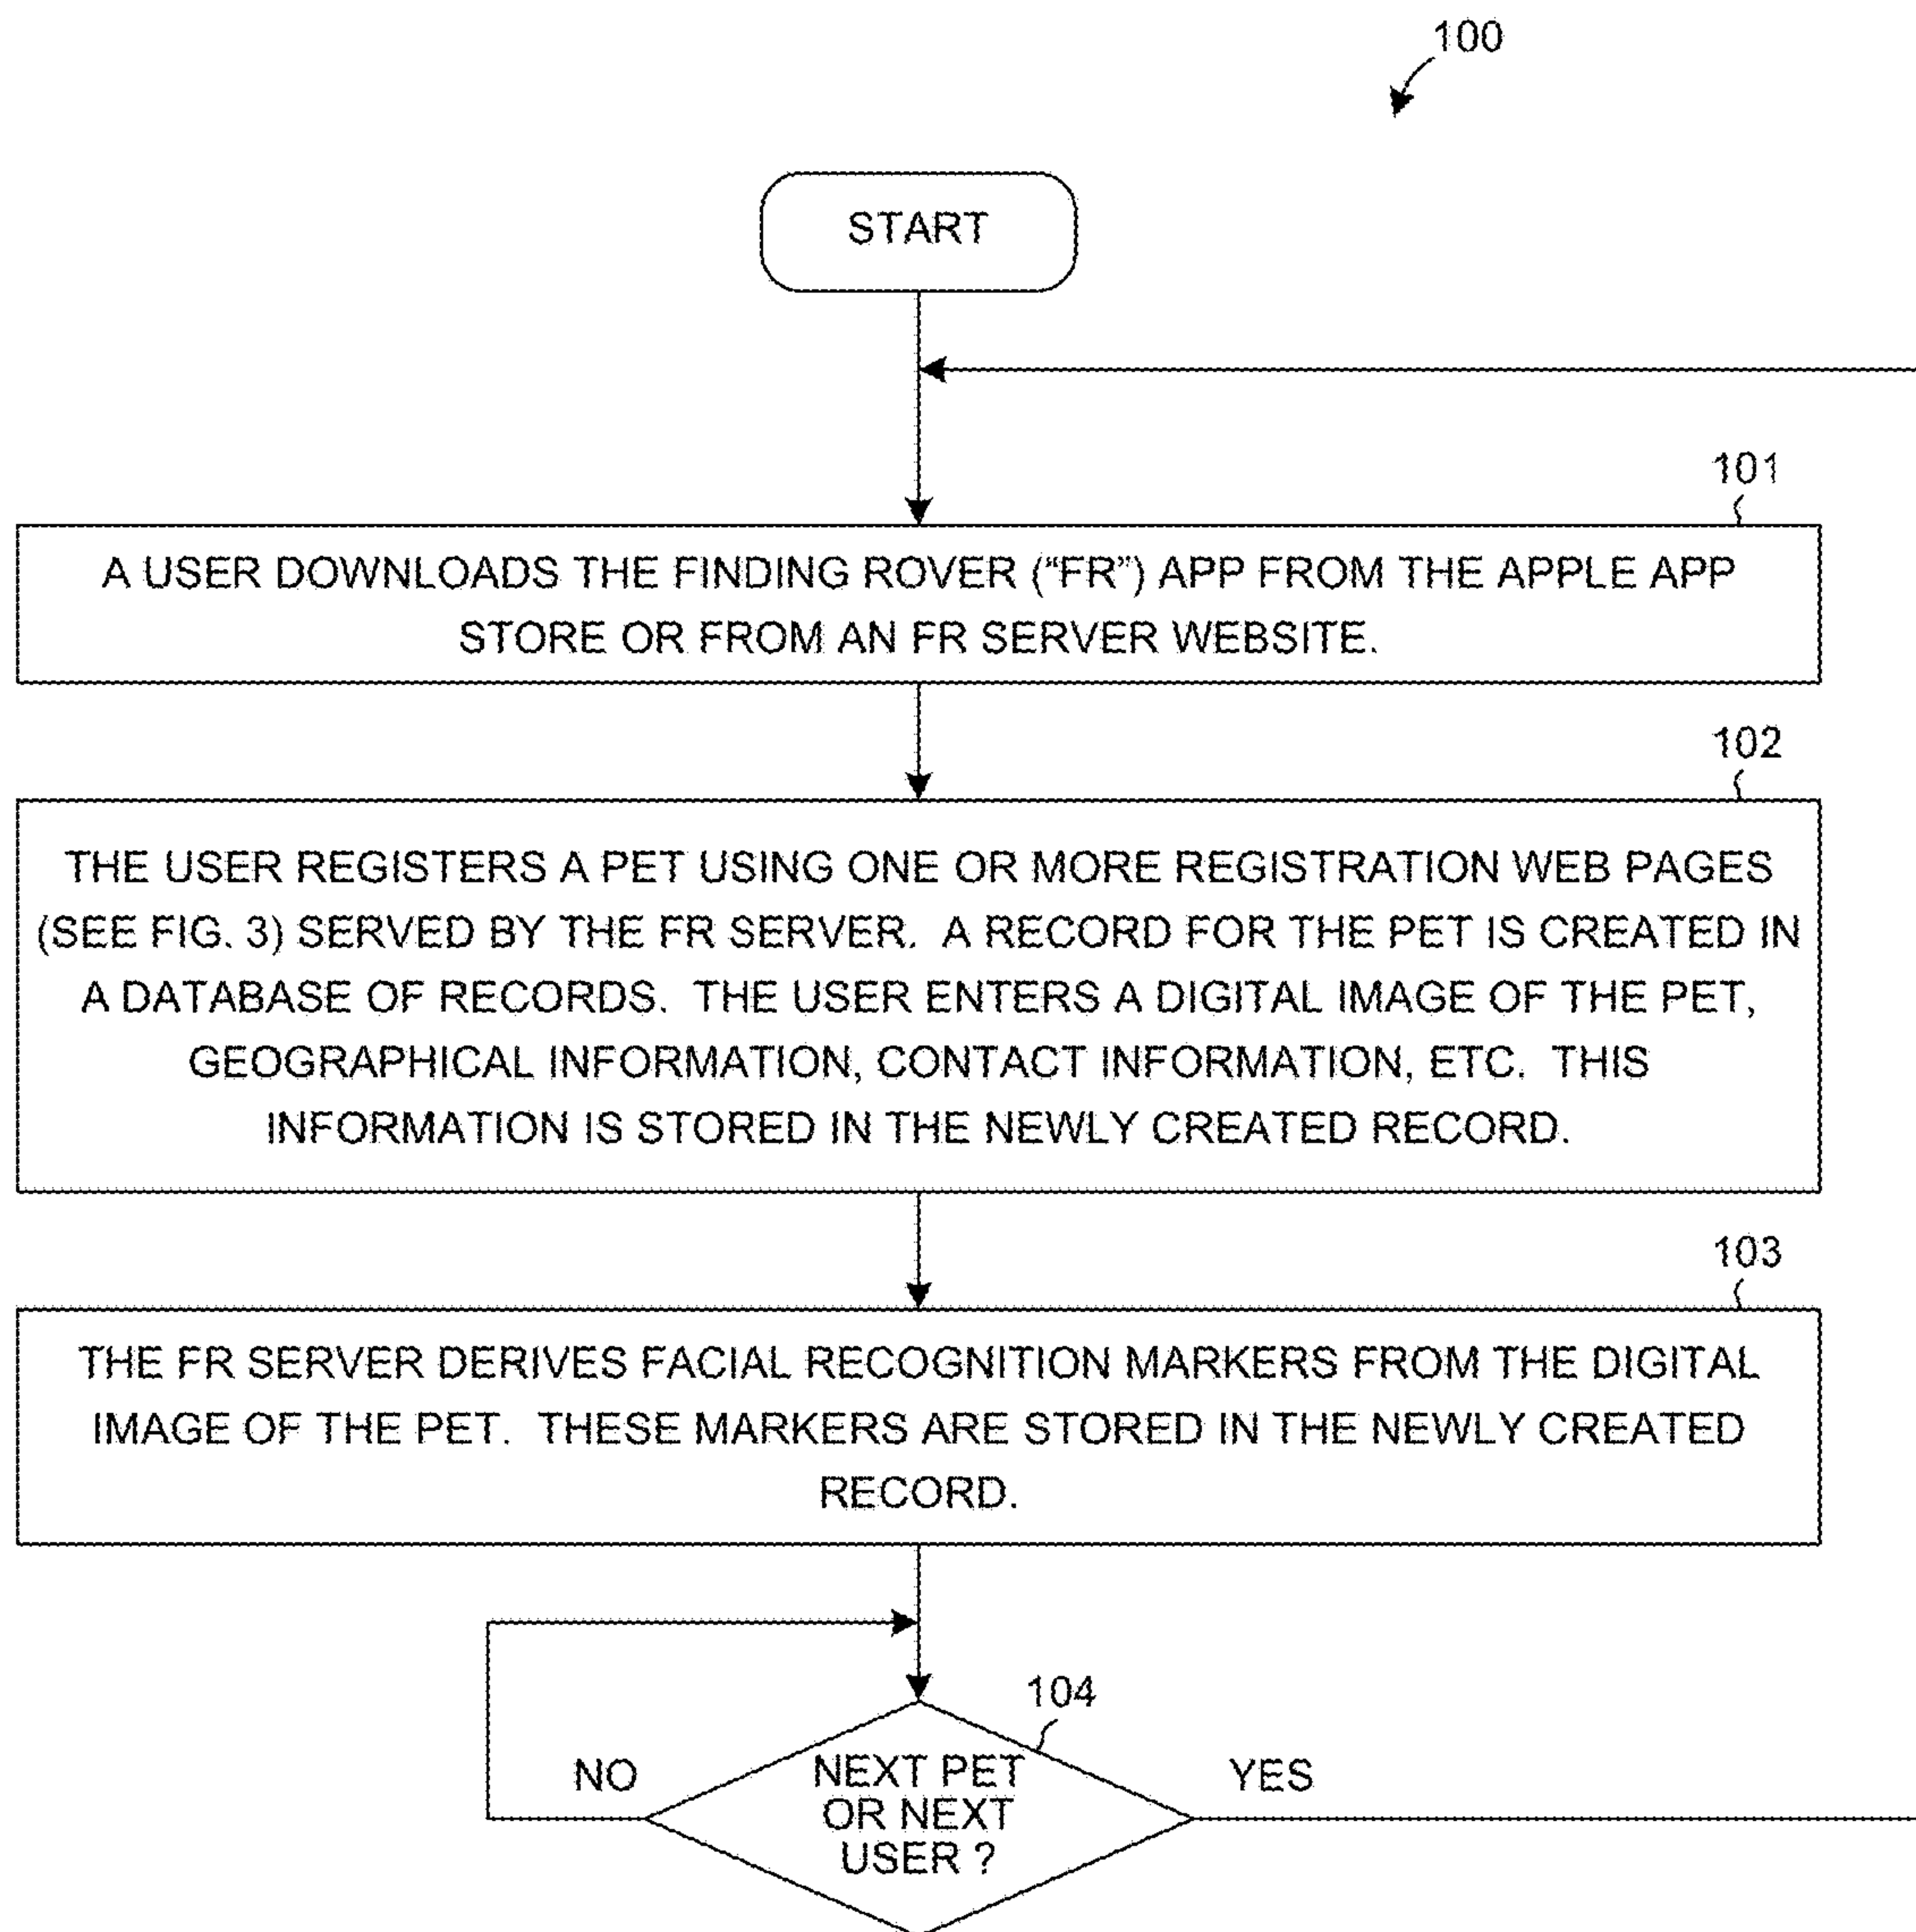 100
START
101
A USER DOWNLOADS THE FINDING ROVER (“FR”) APP FROM THE APPLE APP
STORE OR FROM AN FR SERVER WEBSITE.
102
THE USER REGISTERS A PET USING ONE OR MORE REGISTRATION WEB PAGES
(SEE FIG. 3) SERVED BY THE FR SERVER. A RECORD FOR THE PET IS CREATED IN
A DATABASE OF RECORDS. THE USER ENTERS A DIGITAL IMAGE OF THE PET,
GEOGRAPHICAL INFORMATION, CONTACT INFORMATION, ETC. THIS
INFORMATION IS STORED IN THE NEWLY CREATED RECORD.
103
THE FR SERVER DERIVES FACIAL RECOGNITION MARKERS FROM THE DIGITAL
IMAGE OF THE PET. THESE MARKERS ARE STORED IN THE NEWLY CREATED
RECORD.
104
NO
NEXT PET
OR NEXT
USER ?
YES